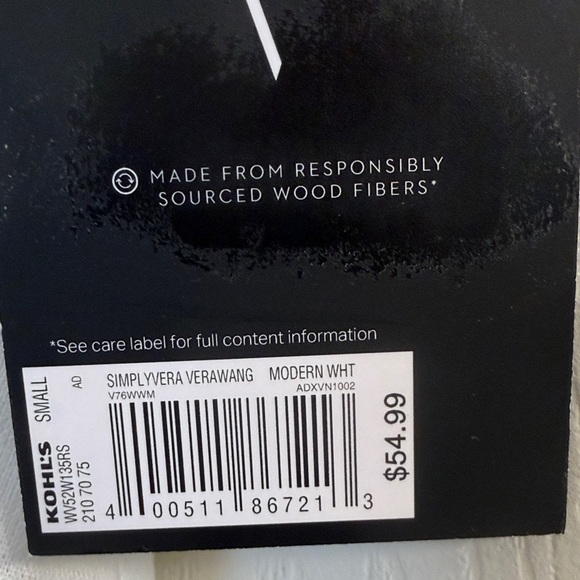 MADE FROM RESPONSIBLY
SOURCED WOOD FIBERS*
*See care label for full content information
KOHL'S SMALL
WV52W135RS AD
210 70 75
SIMPLYVERA VERAWANG MODERN WHT
V76WWM ADXVN1002
4 00511 86721 3
$54.99